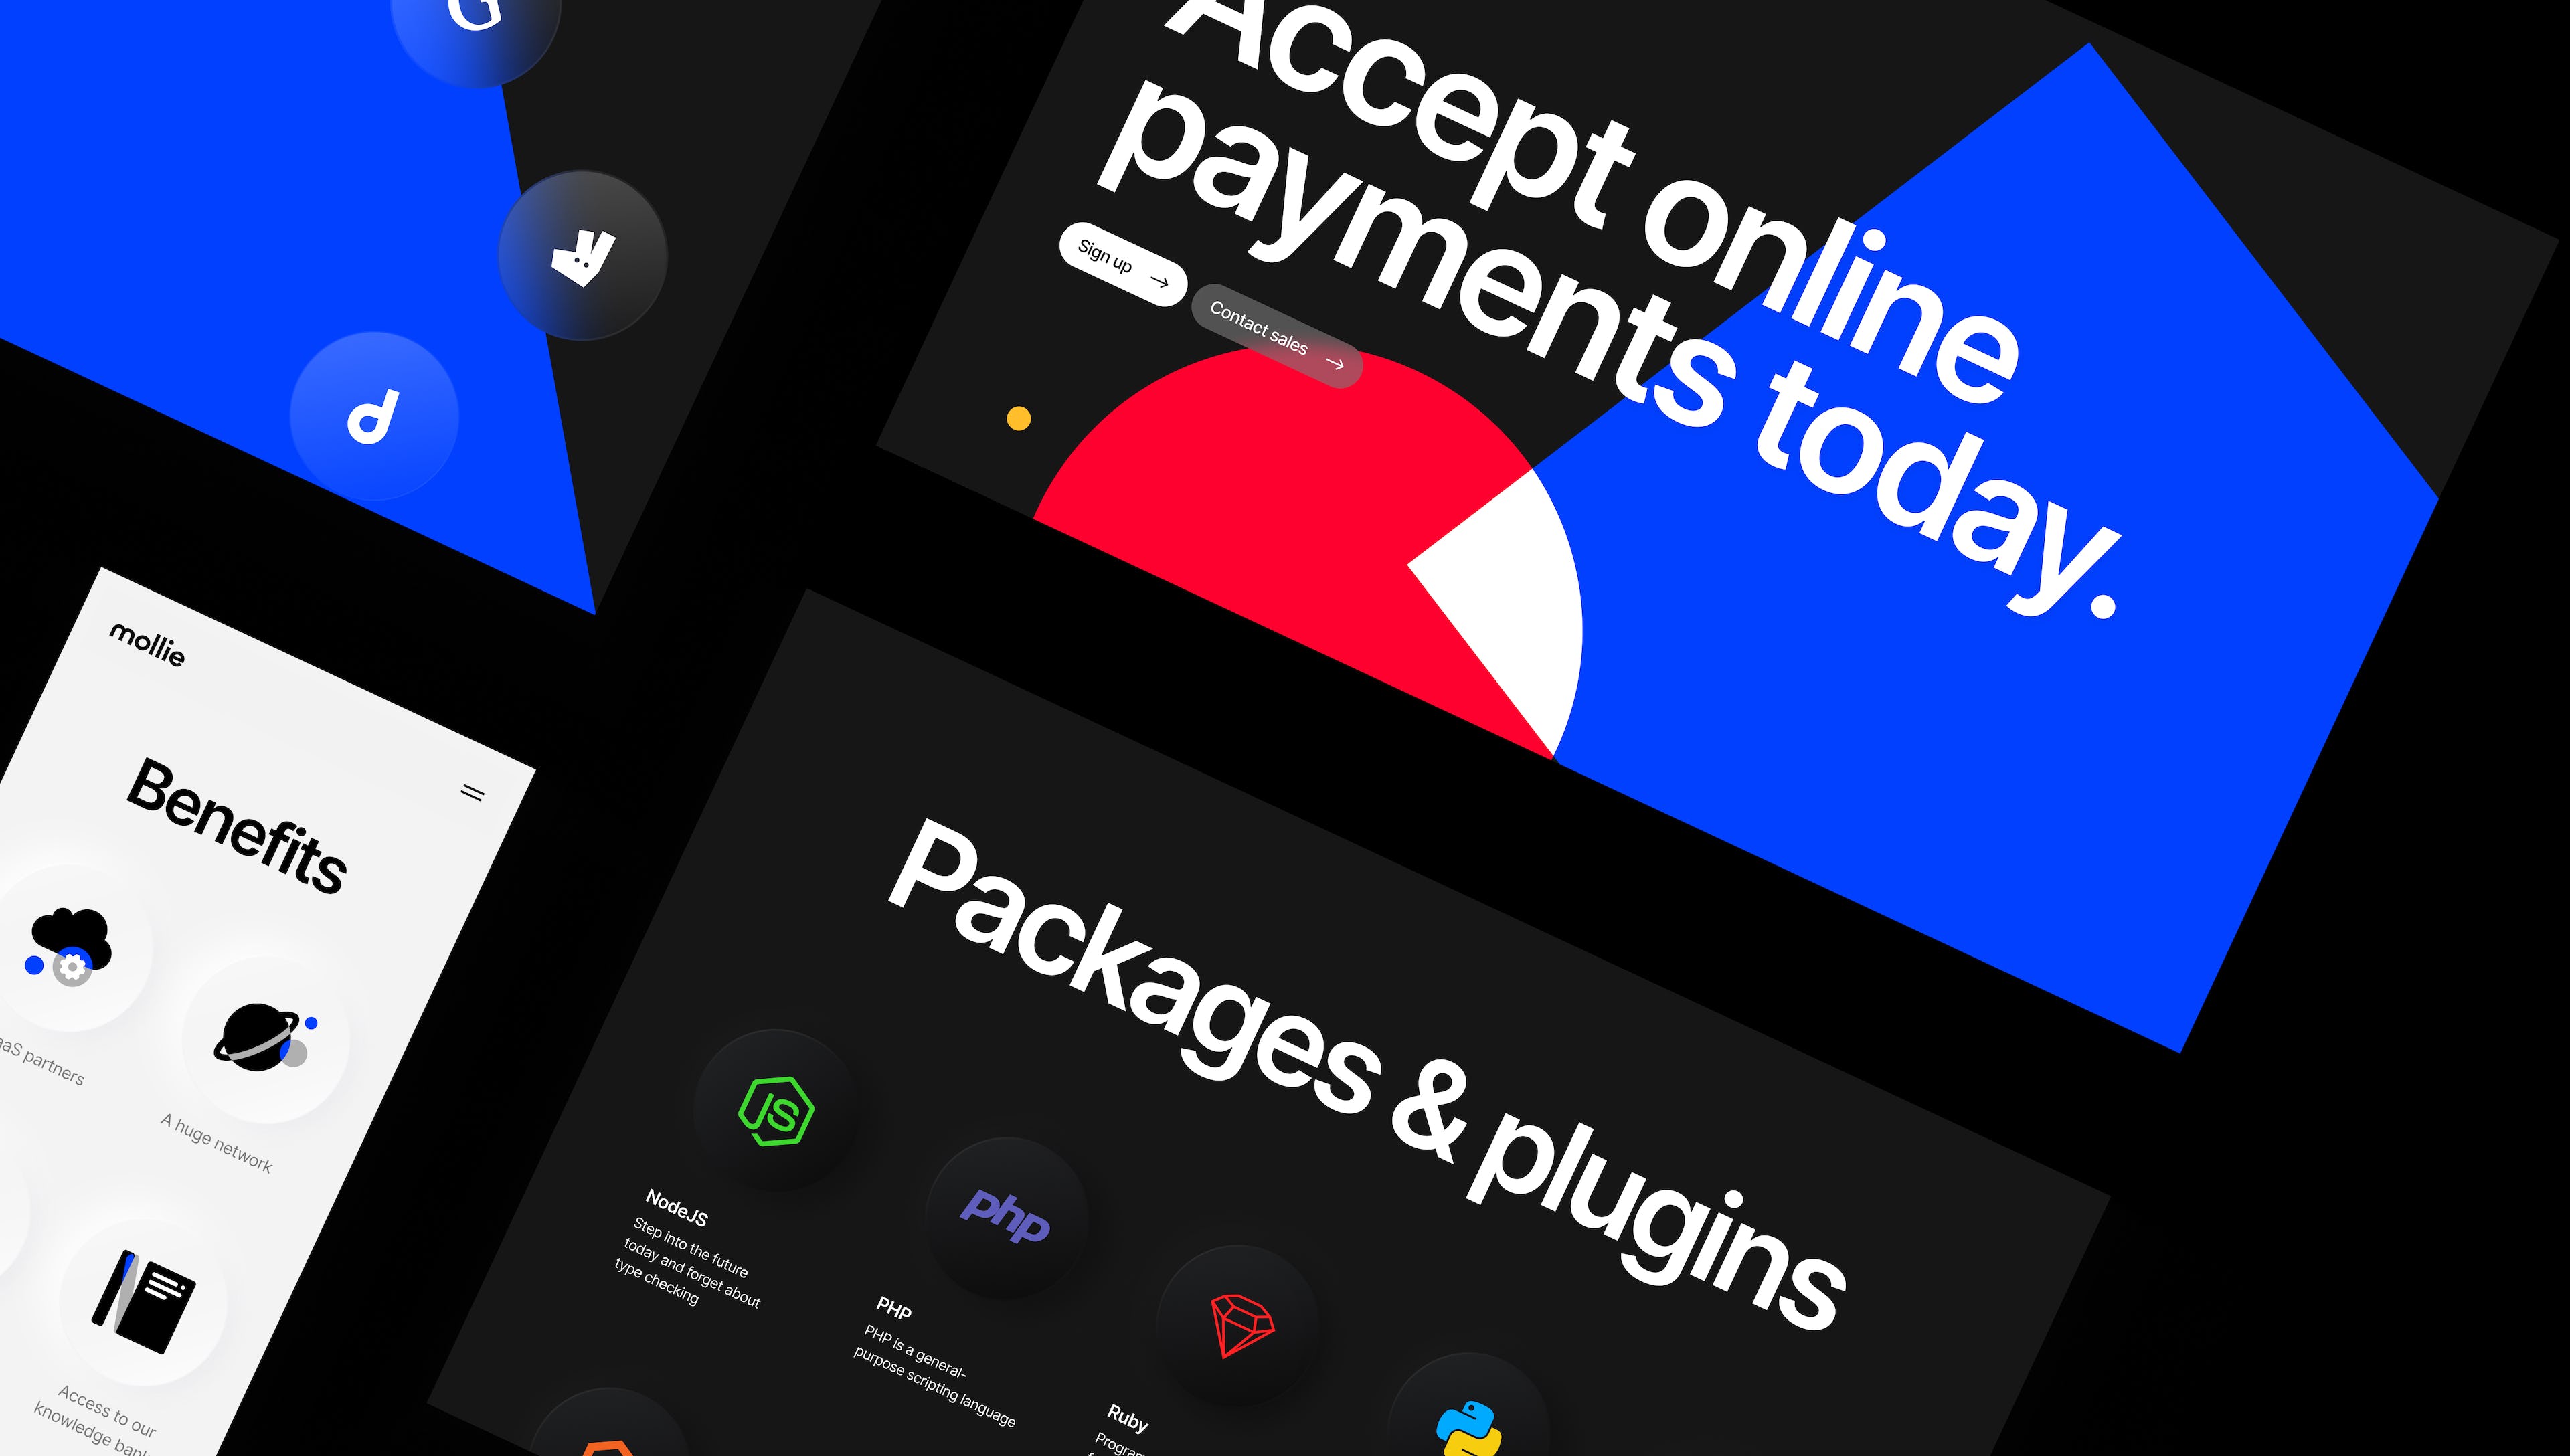 G
d
Accept online
payments today.
Sign up
Contact sales
mollie
Benefits
partners
A huge network
Access to our
knowledge
Packages & plugins
JS
NodeJS
Step into the future
today and forget about
type checking
php
PHP
PHP is a general-
purpose scripting language
Ruby